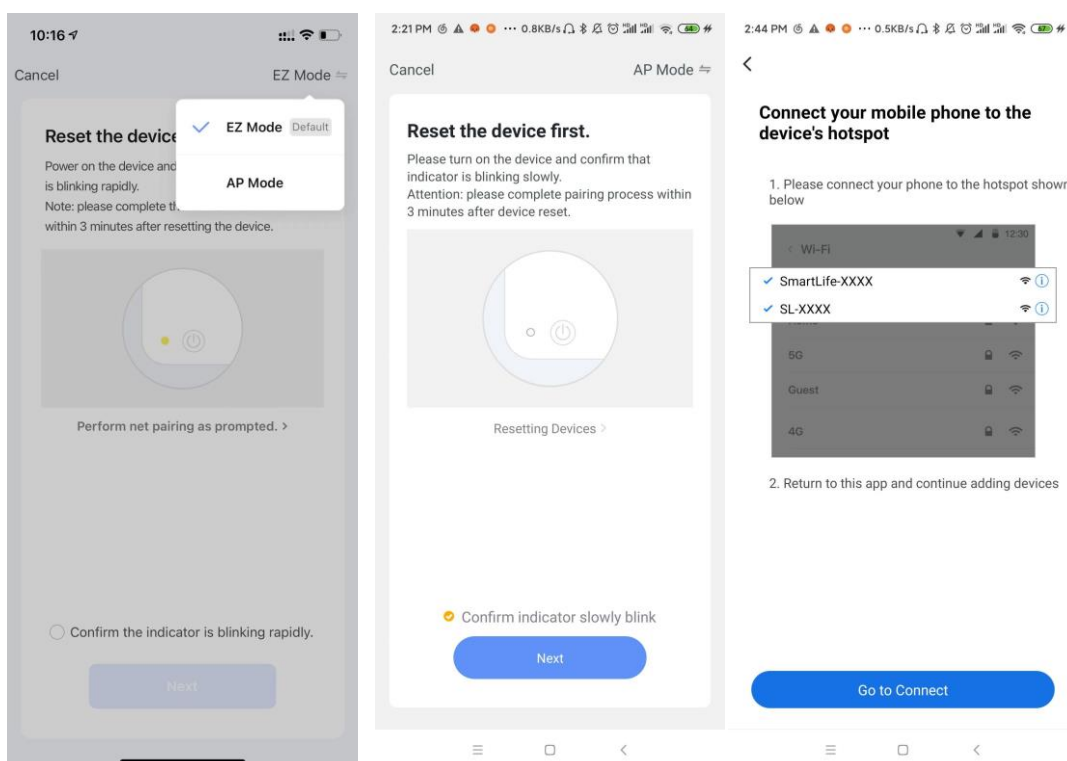 10:16
Cancel
EZ Mode
EZ Mode Default
AP Mode
Reset the device
Power on the device and
is blinking rapidly.
Note: please complete th
within 3 minutes after resetting the device.
Perform net pairing as prompted. >
Confirm the indicator is blinking rapidly.
Next
2:21 PM ... 0.8KB/s 64
Cancel
AP Mode
Reset the device first.
Please turn on the device and confirm that
indicator is blinking slowly.
Attention: please complete pairing process within
3 minutes after device reset.
Resetting Devices >
Confirm indicator slowly blink
Next
2:44 PM ... 0.5KB/s 67
Connect your mobile phone to the
device's hotspot
1. Please connect your phone to the hotspot shown
below
12:30
< Wi-Fi
SmartLife-XXXX
SL-XXXX
5G
Guest
4G
2. Return to this app and continue adding devices
Go to Connect